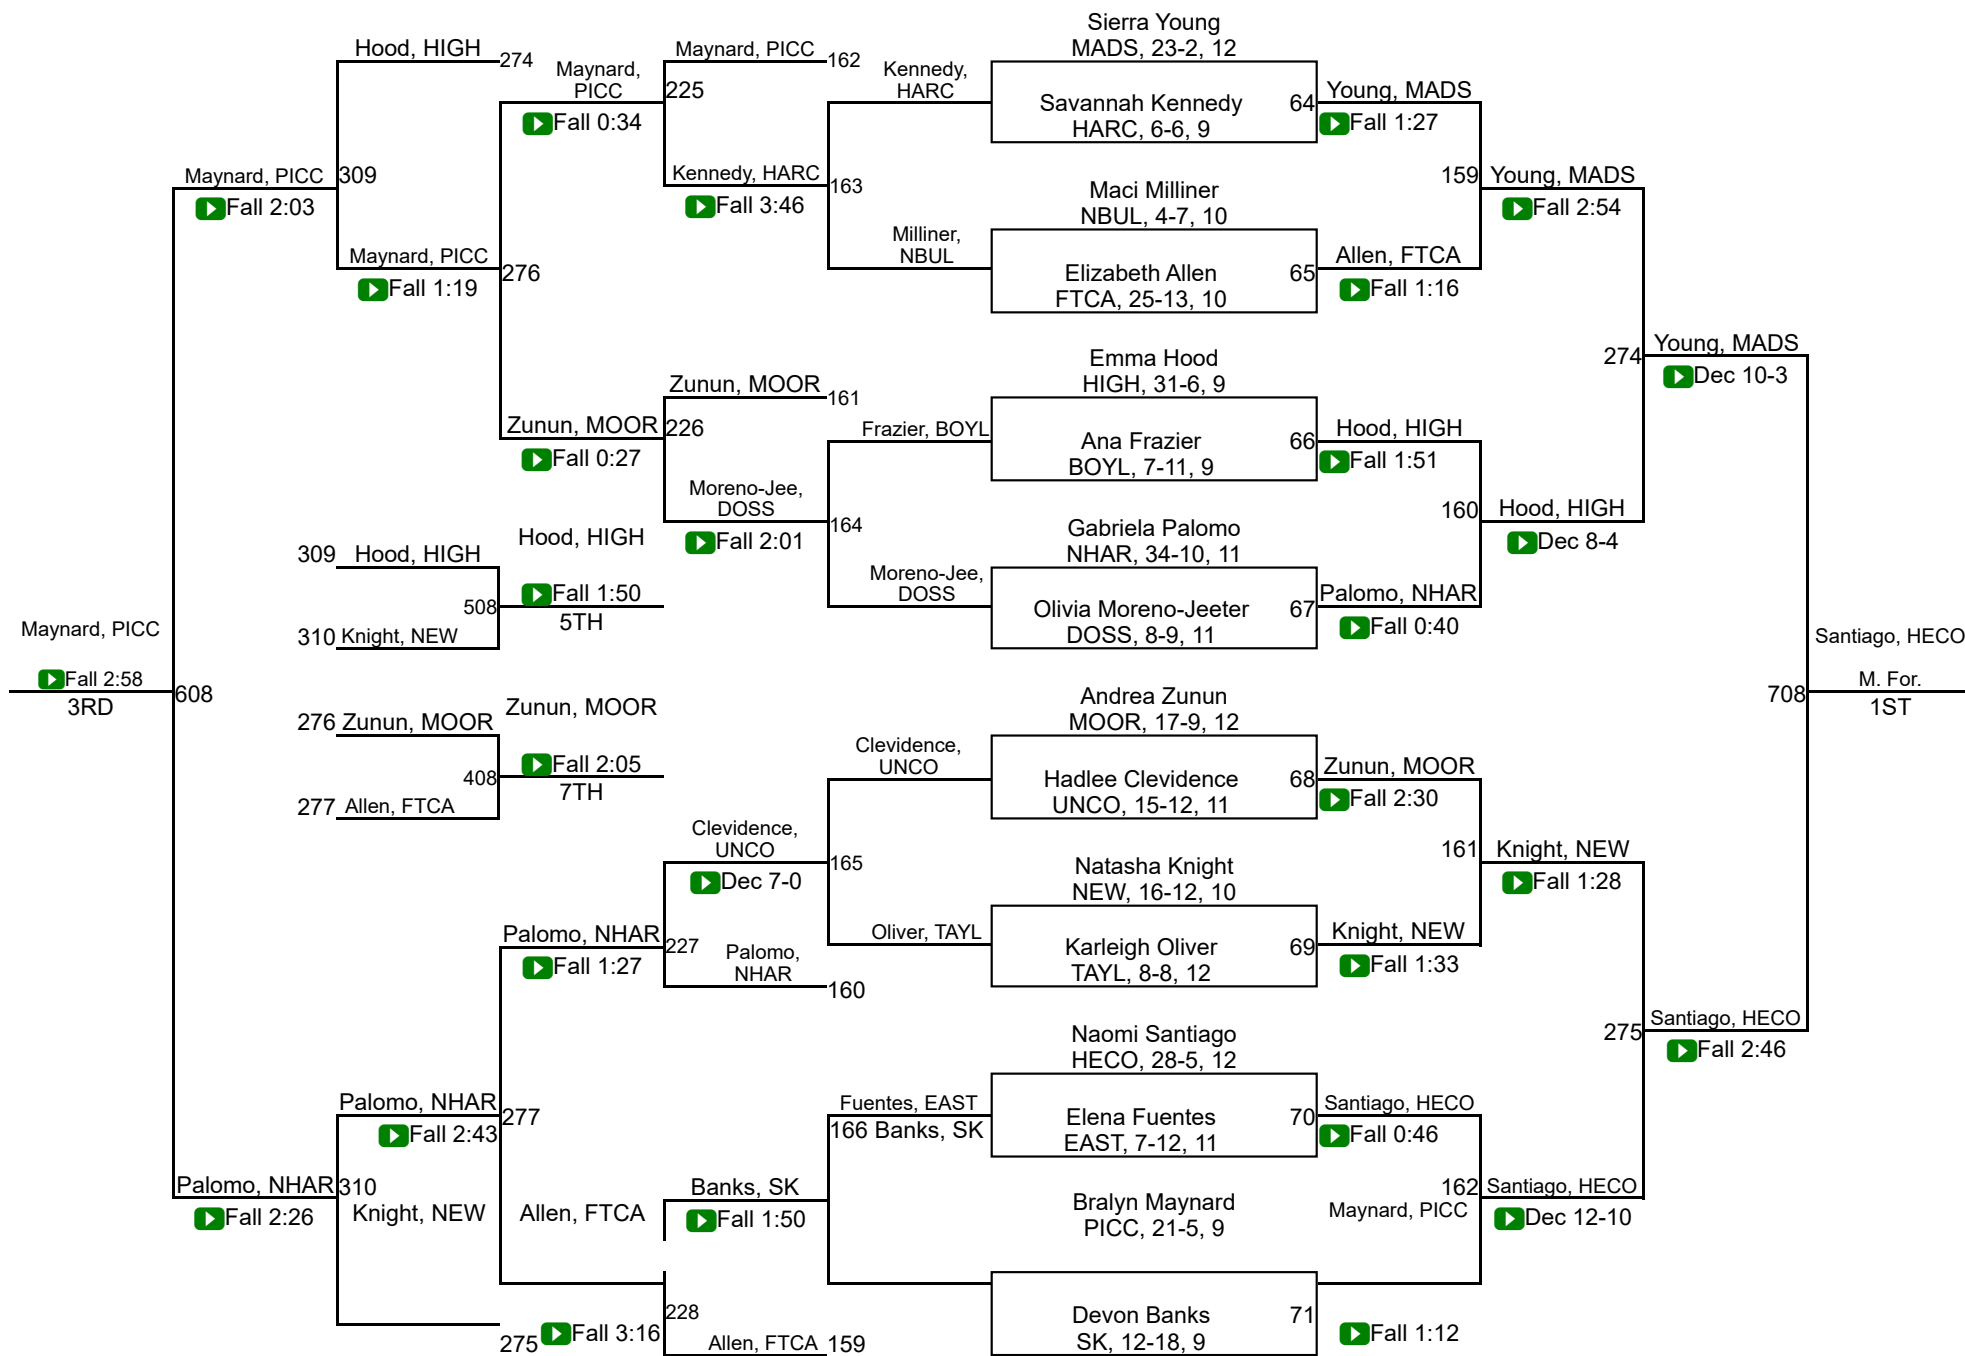 Hood, HIGH
274
Maynard, PICC
309
Fall 2:03
Maynard, PICC
Fall 1:19
276
Maynard,
PICC
Fall 0:34
225
Maynard, PICC
162
Kennedy, HARC
Fall 3:46
163
Kennedy,
HARC
Milliner,
NBUL
Zunun, MOOR
Fall 0:27
226
Zunun, MOOR
161
Moreno-Jee,
DOSS
Fall 2:01
164
Frazier, BOYL
Moreno-Jee,
DOSS
309 Hood, HIGH
310 Knight, NEW
508
Hood, HIGH
Fall 1:50
5TH
Maynard, PICC
Fall 2:58
3RD
608
276 Zunun, MOOR
277 Allen, FTCA
408
Zunun, MOOR
Fall 2:05
7TH
Clevidence,
UNCO
Dec 7-0
165
Clevidence,
UNCO
Oliver, TAYL
Palomo, NHAR
Fall 1:27
227
Palomo,
NHAR
160
Palomo, NHAR
Fall 2:43
277
Palomo, NHAR
Fall 2:26
310
Knight, NEW
275
Allen, FTCA
Fall 3:16
228
Banks, SK
Fall 1:50
Fuentes, EAST
166 Banks, SK
Allen, FTCA 159
Sierra Young
MADS, 23-2, 12
Savannah Kennedy
HARC, 6-6, 9
64
Young, MADS
Fall 1:27
Maci Milliner
NBUL, 4-7, 10
Elizabeth Allen
FTCA, 25-13, 10
65
Allen, FTCA
Fall 1:16
159
Young, MADS
Fall 2:54
Emma Hood
HIGH, 31-6, 9
Ana Frazier
BOYL, 7-11, 9
66
Hood, HIGH
Fall 1:51
Gabriela Palomo
NHAR, 34-10, 11
Olivia Moreno-Jeeter
DOSS, 8-9, 11
67
Palomo, NHAR
Fall 0:40
160
Hood, HIGH
Dec 8-4
274
Young, MADS
Dec 10-3
Andrea Zunun
MOOR, 17-9, 12
Hadlee Clevidence
UNCO, 15-12, 11
68
Zunun, MOOR
Fall 2:30
Natasha Knight
NEW, 16-12, 10
Karleigh Oliver
TAYL, 8-8, 12
69
Knight, NEW
Fall 1:33
161
Knight, NEW
Fall 1:28
Naomi Santiago
HECO, 28-5, 12
Elena Fuentes
EAST, 7-12, 11
70
Santiago, HECO
Fall 0:46
Bralyn Maynard
PICC, 21-5, 9
Devon Banks
SK, 12-18, 9
71
Maynard, PICC
Fall 1:12
162
Santiago, HECO
Dec 12-10
275
Santiago, HECO
Fall 2:46
708
Santiago, HECO
M. For.
1ST